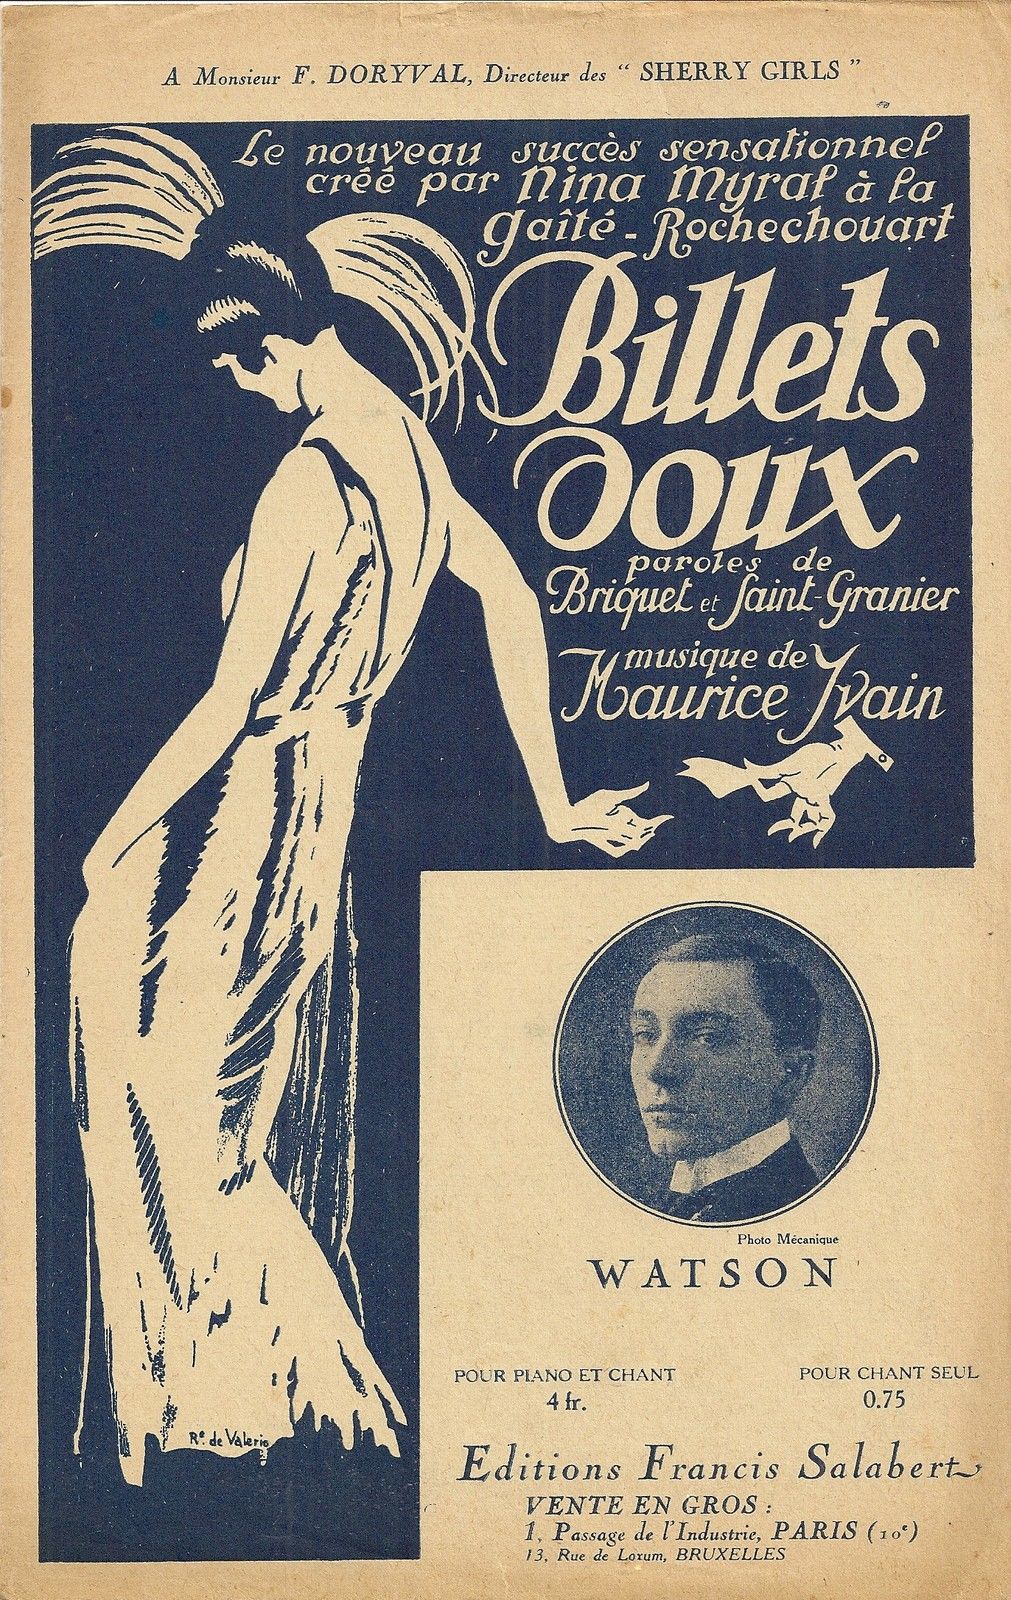 A Monsieur F. DORYVAL, Directeur des “ SHERRY GIRLS ”
Le nouveau succès sensationnel
créé par Nina Myral à la
Gaîté - Rochechouart
Billets
doux
paroles de
Briquet et Saint-Granier
musique de
Maurice Yvain
Photo Mécanique
WATSON
POUR PIANO ET CHANT
4 fr.
POUR CHANT SEUL
0.75
Rº. de Valerio
Editions Francis Salabert
VENTE EN GROS :
1, Passage de l'Industrie, PARIS (10e)
13, Rue de Lorum, BRUXELLES